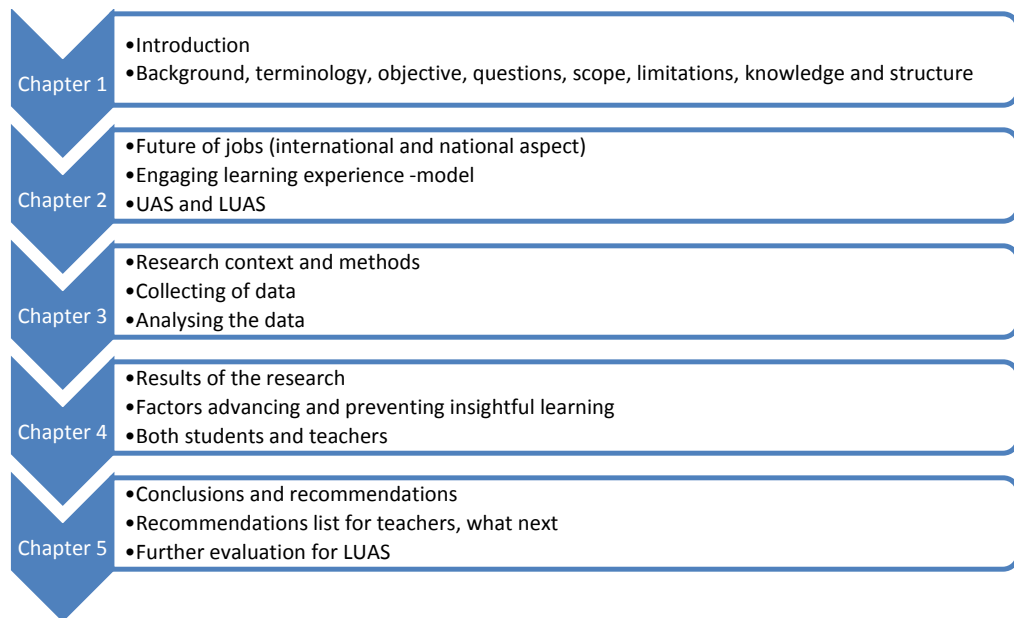 Chapter 1
•Introduction
•Background, terminology, objective, questions, scope, limitations, knowledge and structure
Chapter 2
•Future of jobs (international and national aspect)
•Engaging learning experience -model
•UAS and LUAS
Chapter 3
•Research context and methods
•Collecting of data
•Analysing the data
Chapter 4
•Results of the research
•Factors advancing and preventing insightful learning
•Both students and teachers
Chapter 5
•Conclusions and recommendations
•Recommendations list for teachers, what next
•Further evaluation for LUAS